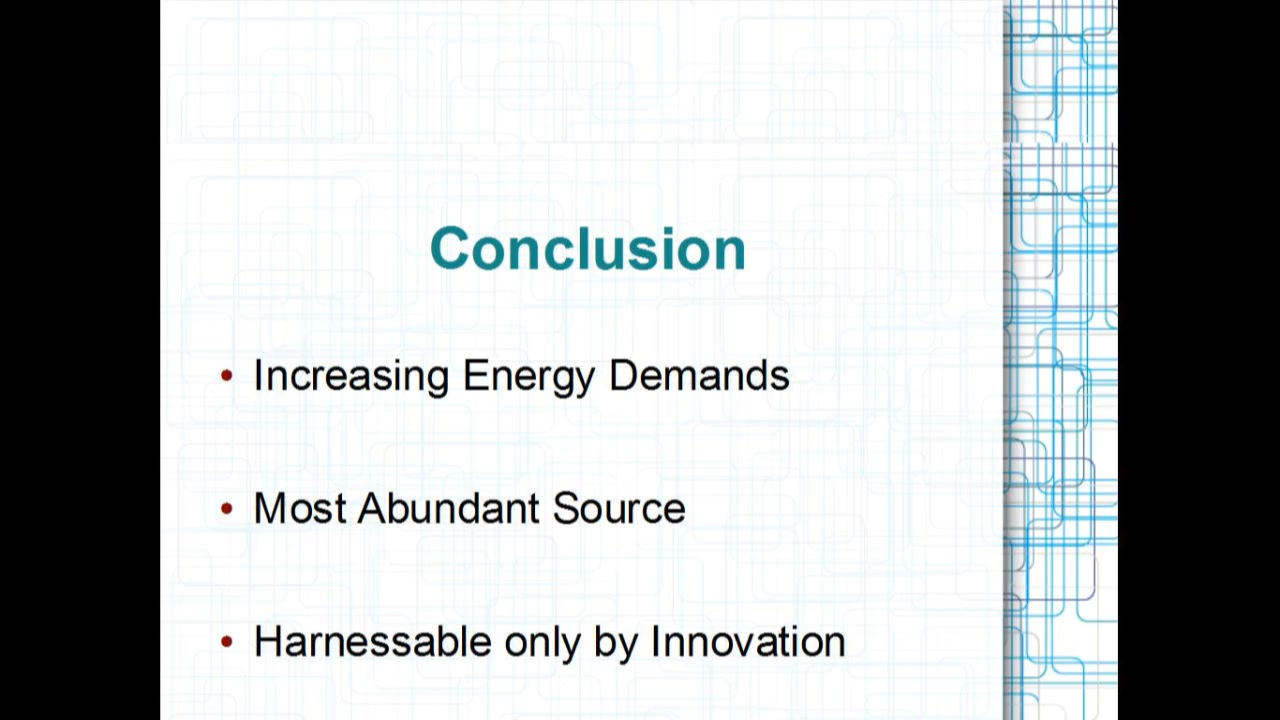 Conclusion
• Increasing Energy Demands
• Most Abundant Source
• Harnessable only by Innovation